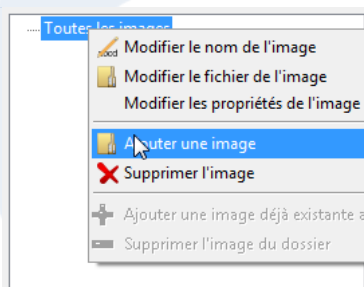 Toutes les images
Modifier le nom de l'image
Modifier le fichier de l'image
Modifier les propriétés de l'image
Ajouter une image
Supprimer l'image
Ajouter une image déjà existante a
Supprimer l'image du dossier